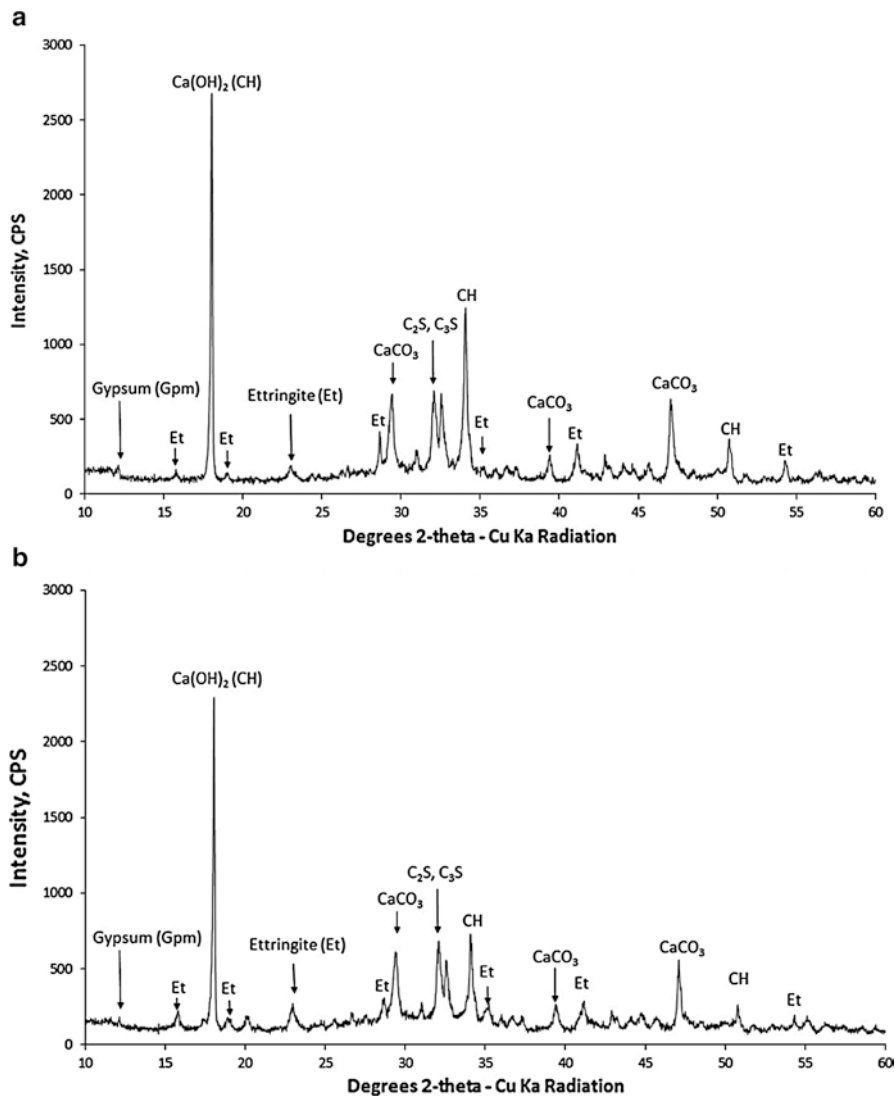 a
3000
Ca(OH)₂ (CH)
2500
2000
Intensity, CPS
1500
CH
C₂S, C₃S
1000
CaCO₃
CaCO₃
Gypsum (Gpm)
Ettringite (Et)
CaCO₃
500
Et
Et
Et
Et
Et
CH
Et
0
10 15 20 25 30 35 40 45 50 55 60
Degrees 2-theta - Cu Ka Radiation
b
3000
2500
Ca(OH)₂ (CH)
2000
Intensity, CPS
1500
C₂S, C₃S
1000
CaCO₃
CH
Gypsum (Gpm)
Ettringite (Et)
CaCO₃
CaCO₃
500
Et
Et
Et
Et
Et
CH
Et
0
10 15 20 25 30 35 40 45 50 55 60
Degrees 2-theta - Cu Ka Radiation